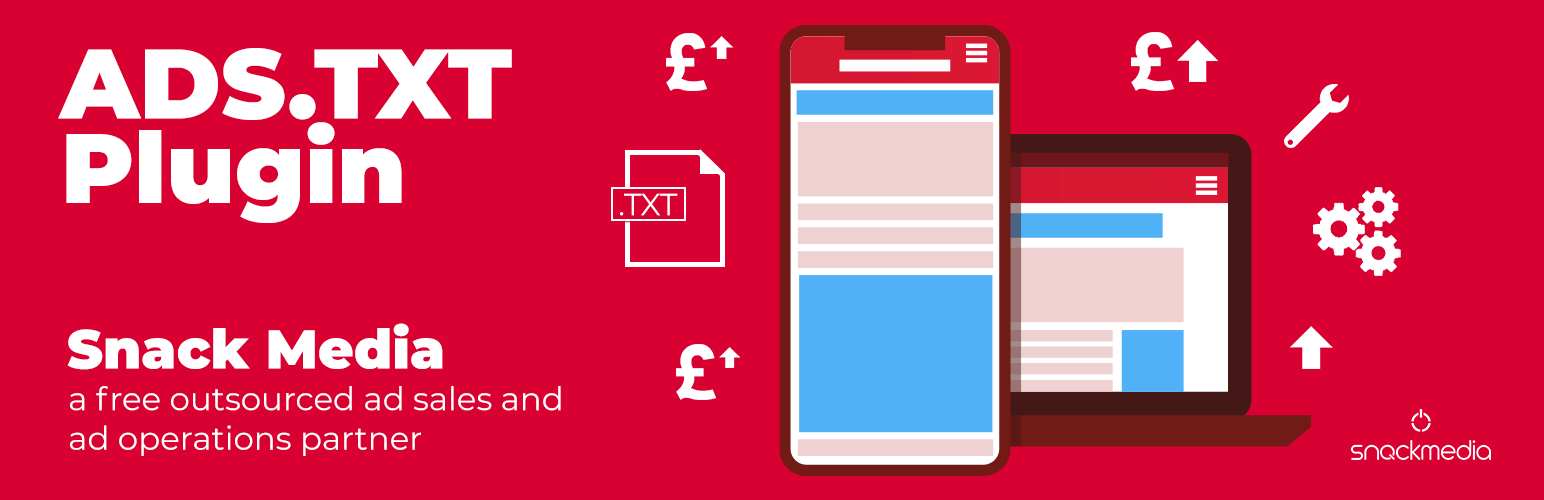 ADS.TXT
Plugin
.TXT
Snack Media
a free outsourced ad sales and
ad operations partner
£
£
£
snackmedia